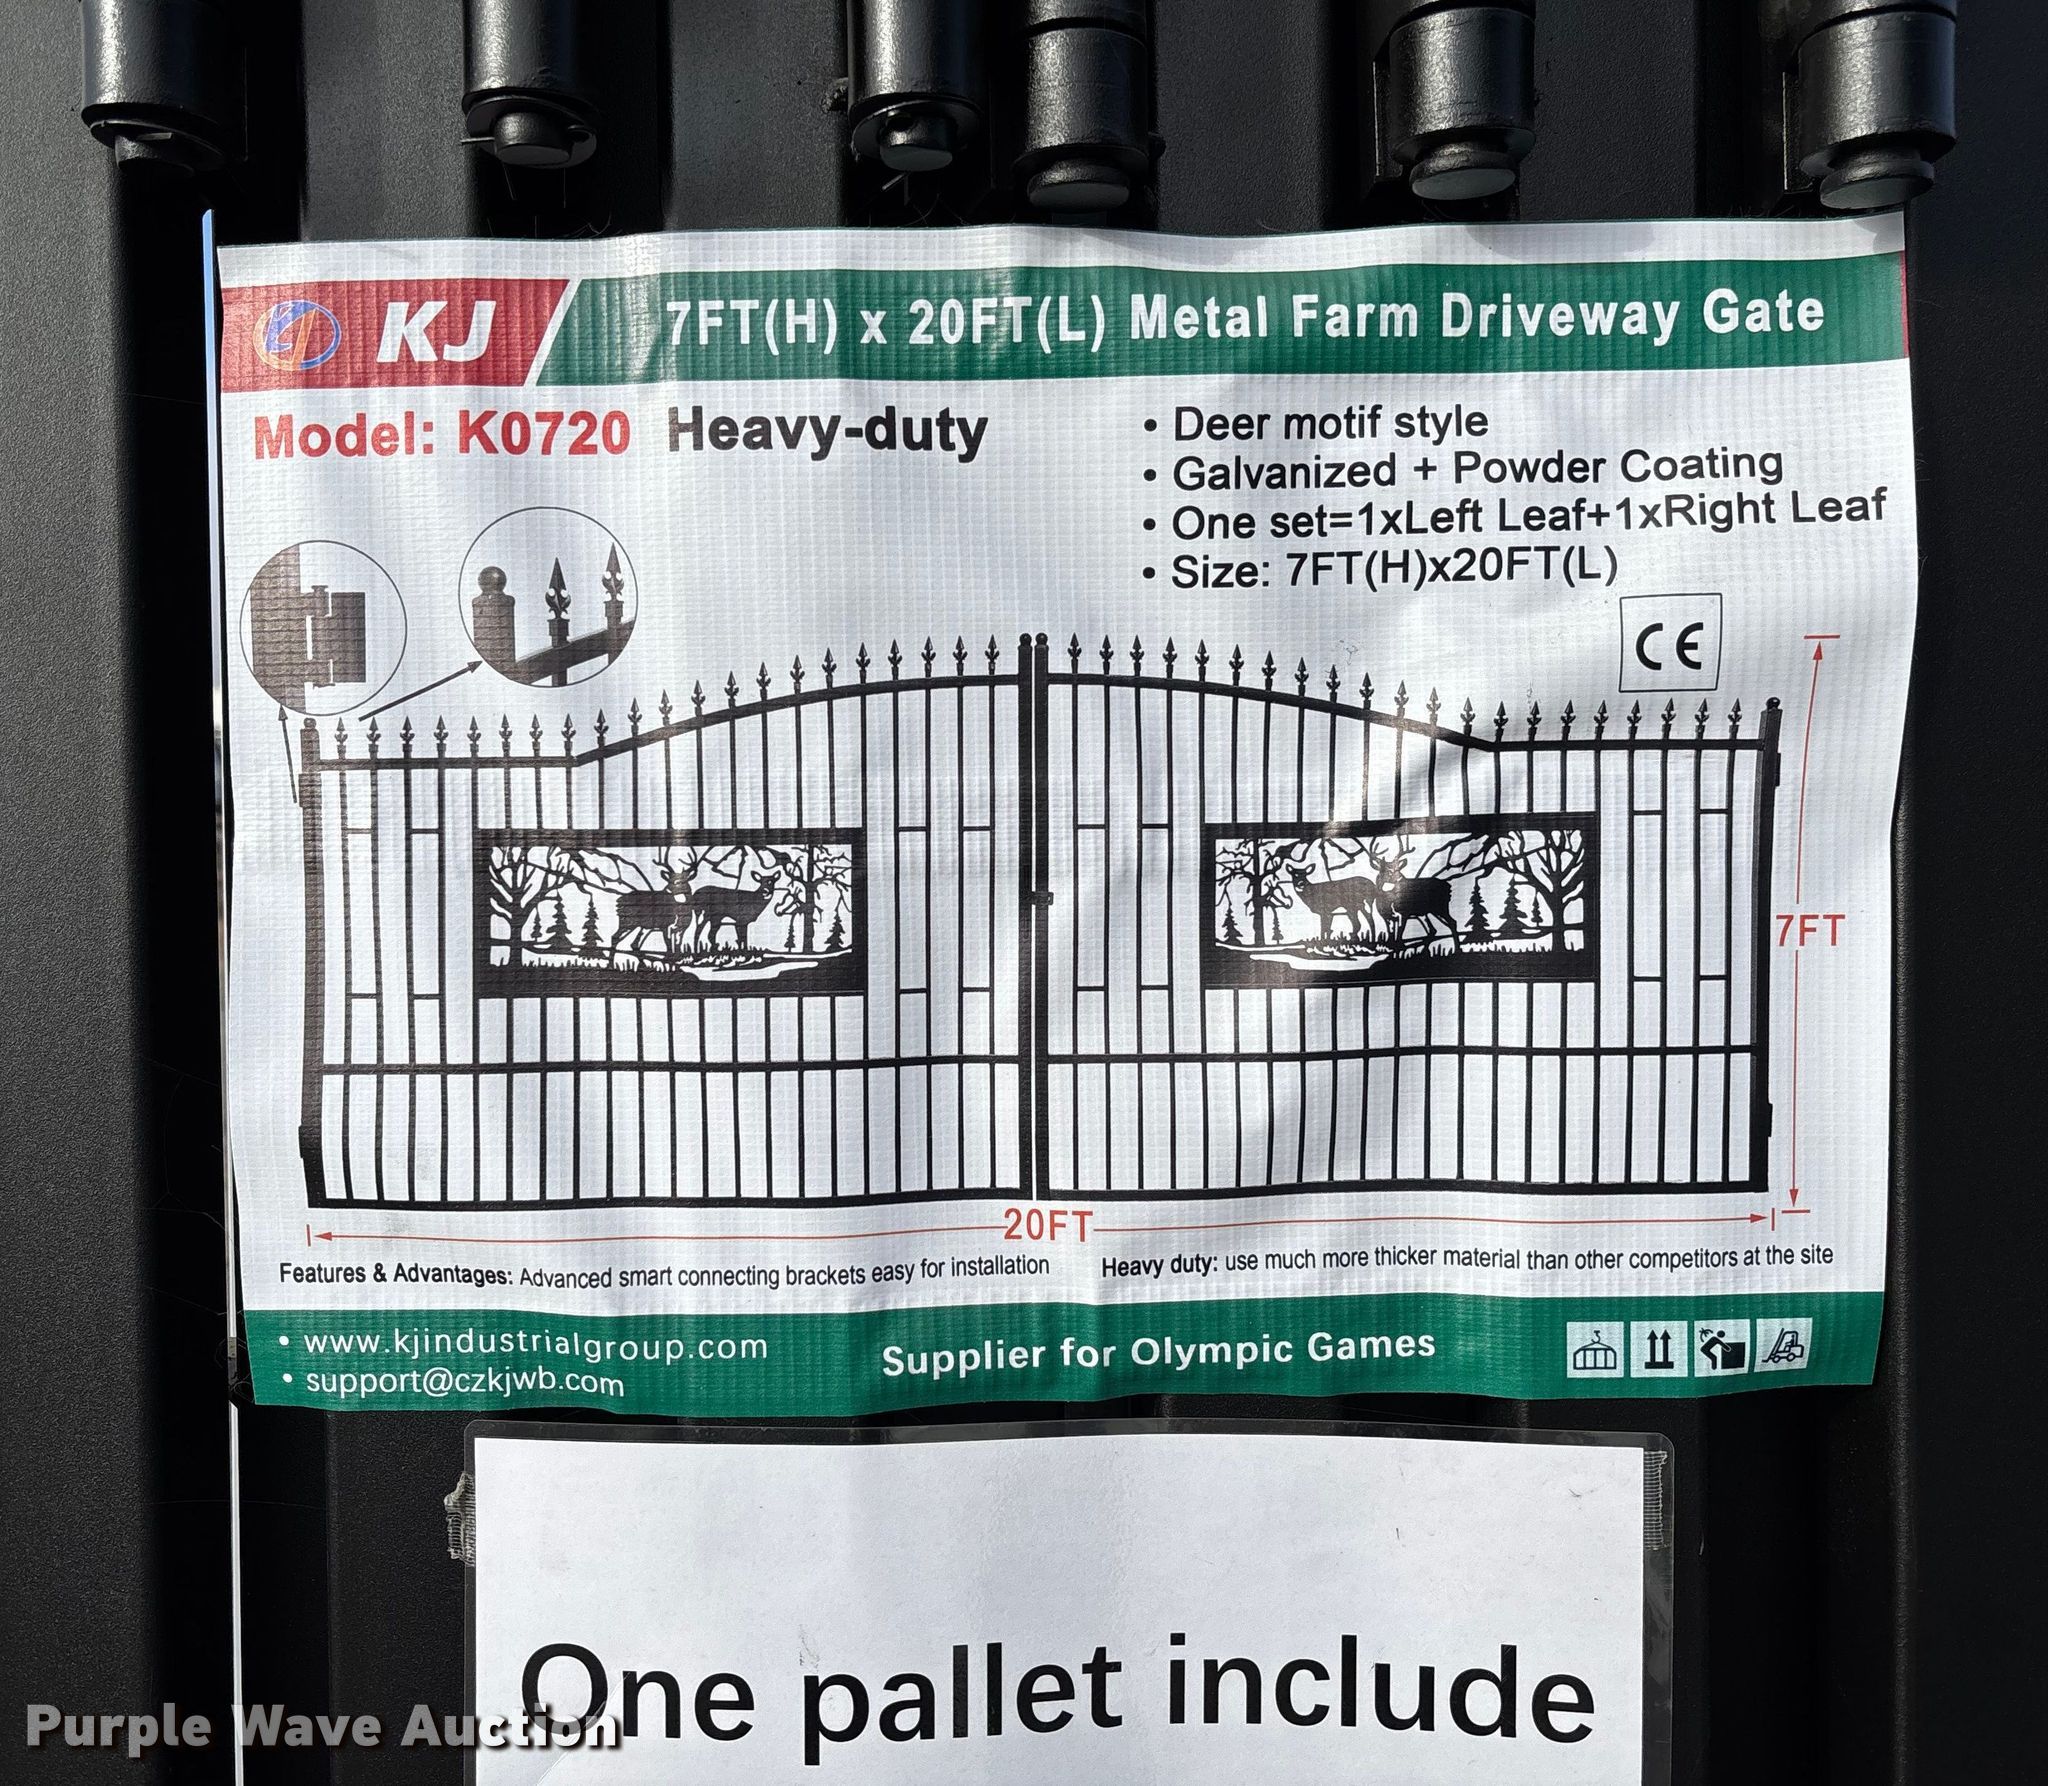 KJ
7FT(H) x 20FT(L) Metal Farm Driveway Gate
Model: K0720 Heavy-duty
• Deer motif style
• Galvanized + Powder Coating
• One set=1xLeft Leaf+1xRight Leaf
• Size: 7FT(H)x20FT(L)
CE
7FT
20FT
Features & Advantages: Advanced smart connecting brackets easy for installation
Heavy duty: use much more thicker material than other competitors at the site
• www.kjindustrialgroup.com
• support@czkjwb.com
Supplier for Olympic Games
One pallet include
Purple Wave Auction